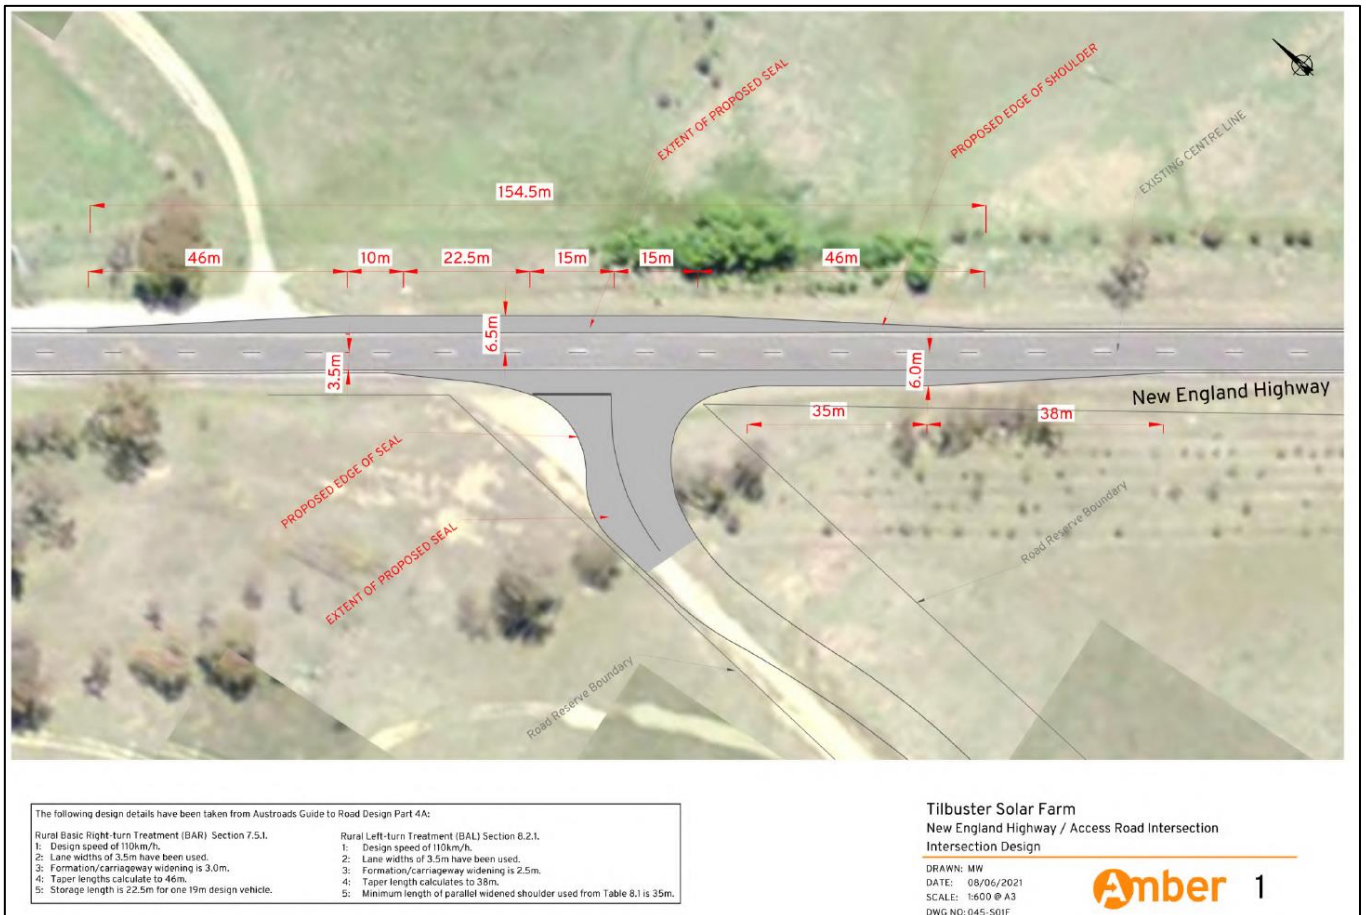 EXTENT OF PROPOSED SEAL
PROPOSED EDGE OF SHOULDER
EXISTING CENTRE LINE
154.5m
46m
10m
22.5m
15m
15m
46m
6.5m
3.5m
6.0m
New England Highway
35m
38m
PROPOSED EDGE OF SEAL
EXTENT OF PROPOSED SEAL
Road Reserve Boundary
Road Reserve Boundary
The following design details have been taken from Austroads Guide to Road Design Part 4A:
Rural Basic Right-turn Treatment (BAR) Section 7.5.1.
1: Design speed of 110km/h.
2: Lane widths of 3.5m have been used.
3: Formation/carriageway widening is 3.0m.
4: Taper lengths calculate to 46m.
5: Storage length is 22.5m for one 19m design vehicle.
Rural Left-turn Treatment (BAL) Section 8.2.1.
1: Design speed of 110km/h.
2: Lane widths of 3.5m have been used.
3: Formation/carriageway widening is 2.5m.
4: Taper length calculates to 38m.
5: Minimum length of parallel widened shoulder used from Table 8.1 is 35m.
Tilbuster Solar Farm
New England Highway / Access Road Intersection
Intersection Design
DRAWN: MW
DATE: 08/06/2021
SCALE: 1:600 @ A3
DWG NO: 045-S01F
Amber
1